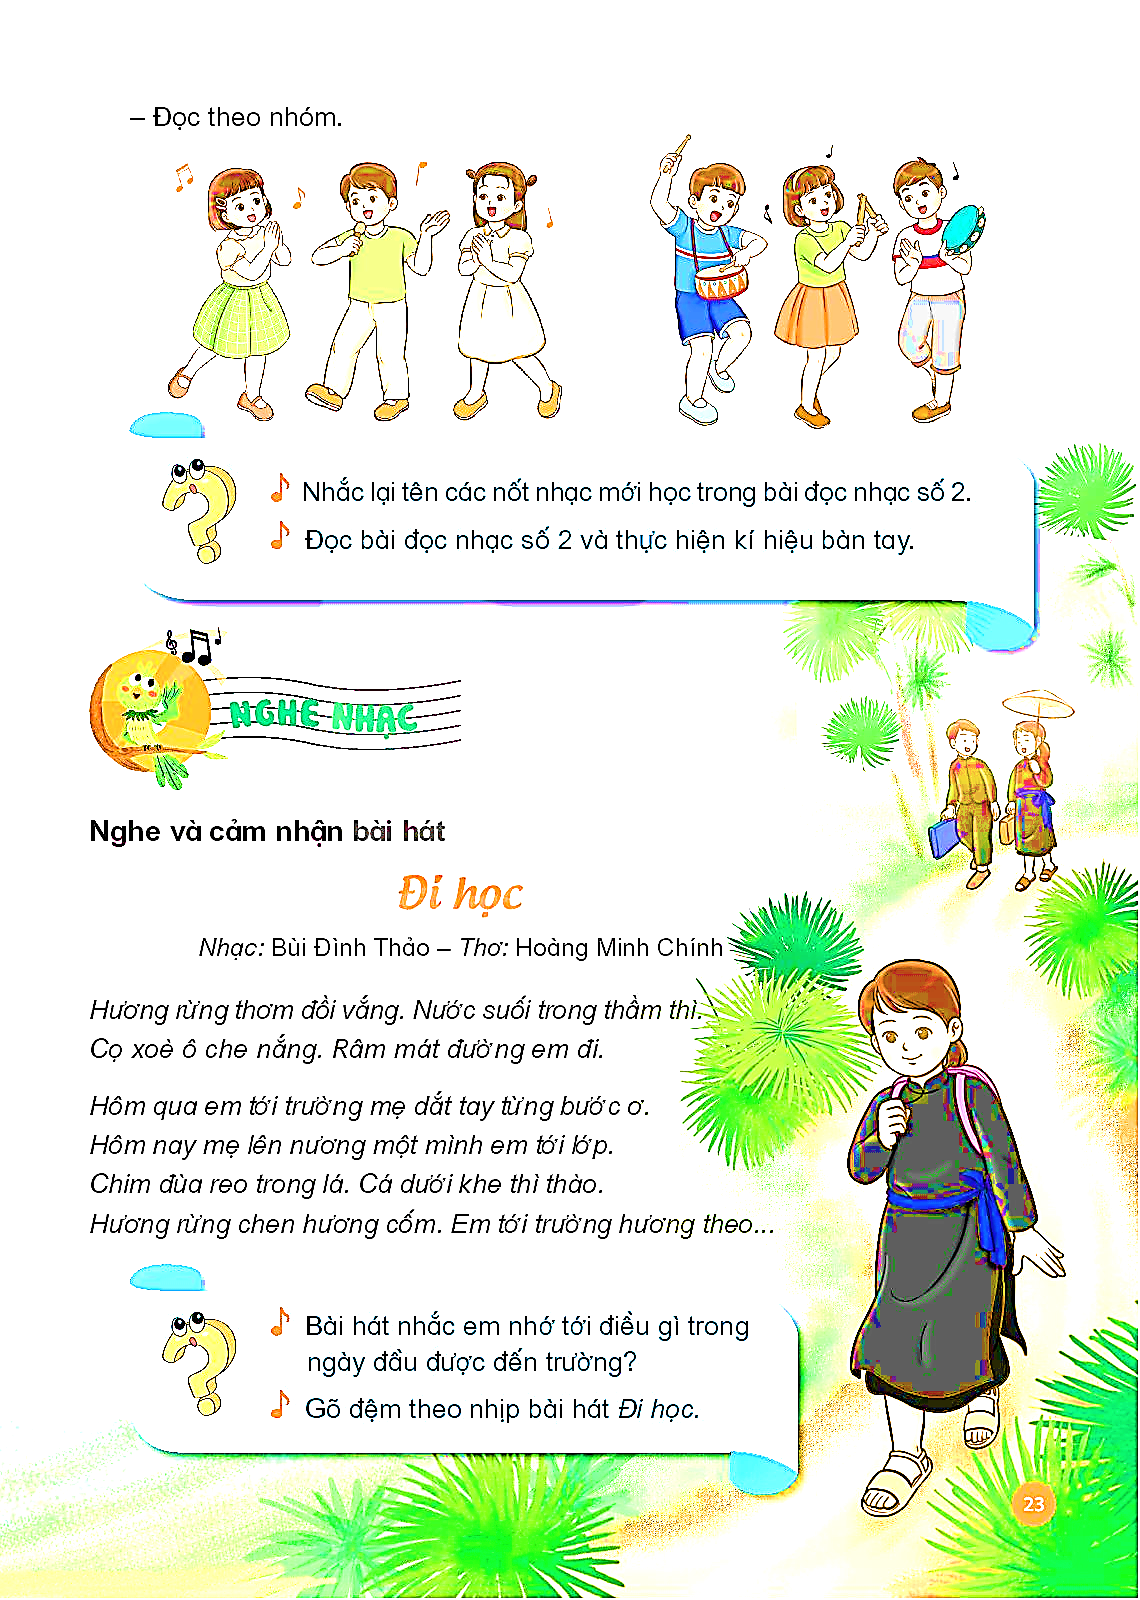 – Đọc theo nhóm.
Nhắc lại tên các nốt nhạc mới học trong bài đọc nhạc số 2.
Đọc bài đọc nhạc số 2 và thực hiện kí hiệu bàn tay.
NGHE NHẠC
Nghe và cảm nhận bài hát
Đi học
Nhạc: Bùi Đình Thảo – Thơ: Hoàng Minh Chính
Hương rừng thơm đồi vắng. Nước suối trong thầm thì.
Cọ xoè ô che nắng. Râm mát đường em đi.
Hôm qua em tới trường mẹ dắt tay từng bước ơ.
Hôm nay mẹ lên nương một mình em tới lớp.
Chim đùa reo trong lá. Cá dưới khe thì thào.
Hương rừng chen hương cốm. Em tới trường hương theo...
Bài hát nhắc em nhớ tới điều gì trong
ngày đầu được đến trường?
Gõ đệm theo nhịp bài hát Đi học.
23